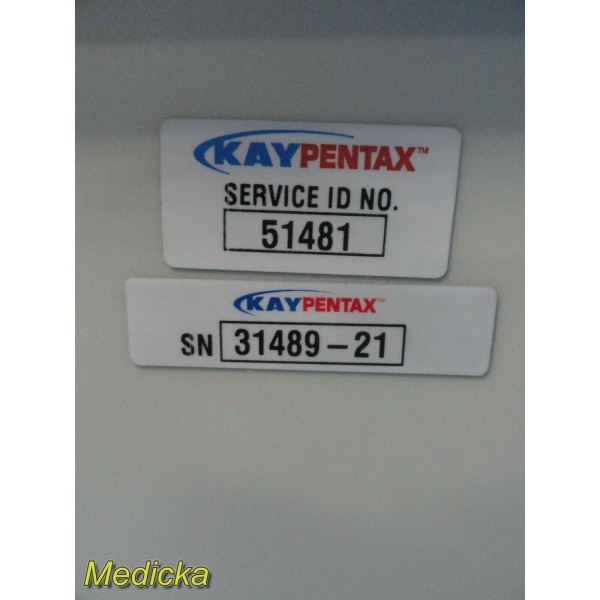 KAYPENTAX™
SERVICE ID NO.
51481
KAYPENTAX™
SN 31489-21
Medicka